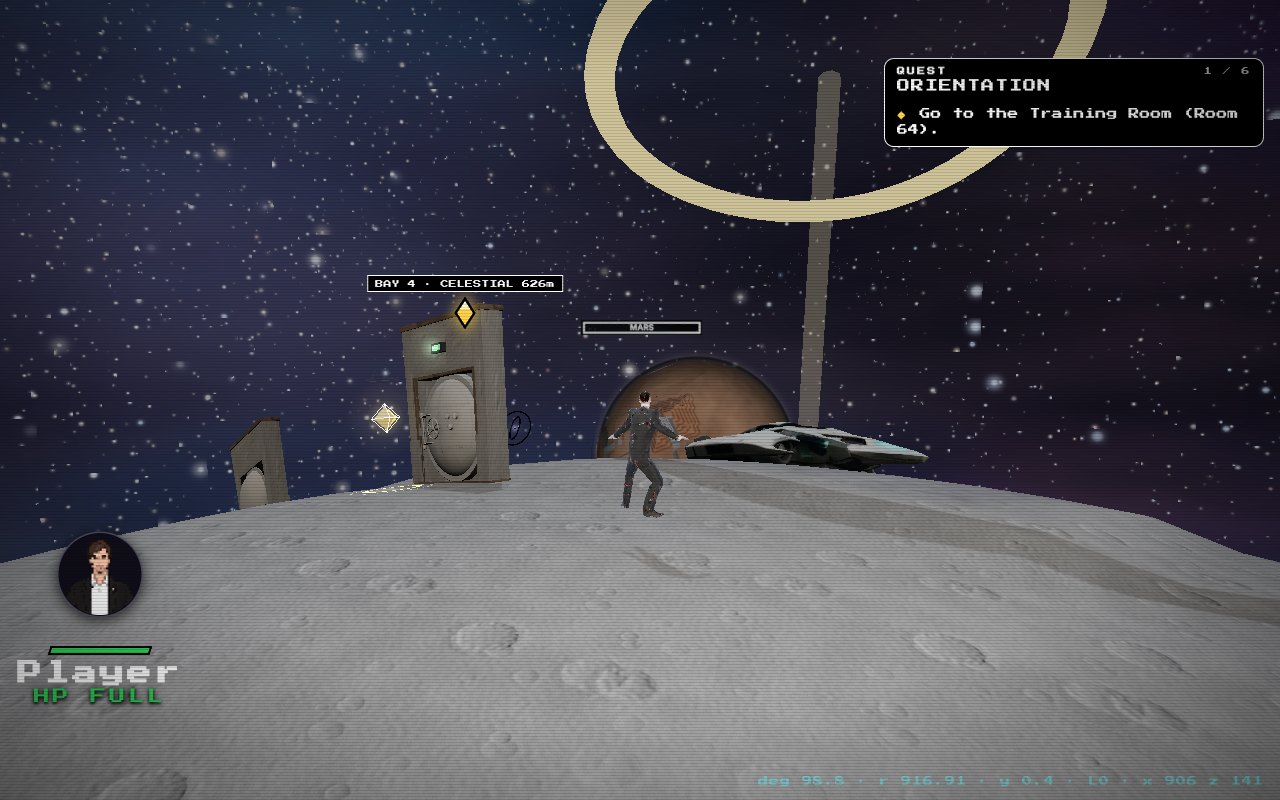 QUEST 1 / 6
ORIENTATION
◆ Go to the Training Room (Room
64).
BAY 4 · CELESTIAL 626m
MARS
Player
HP FULL
deg 98.8 · r 916.91 · y 0.4 · L0 · x 906 z 141